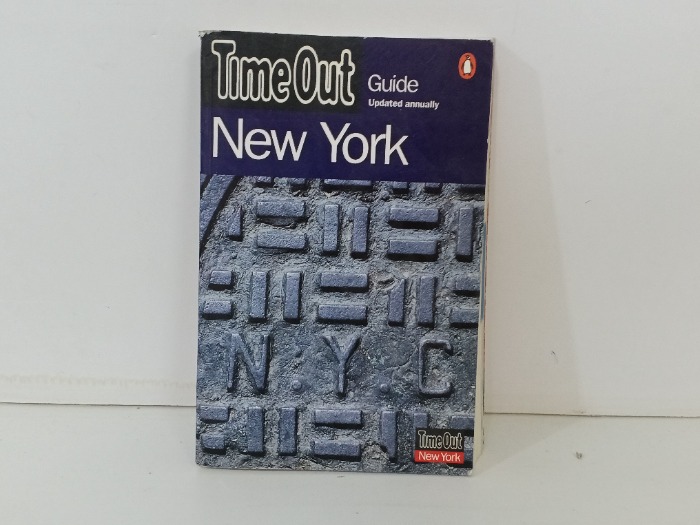 Time Out
Guide
Updated annually
New York
N.Y.C
Time Out
New York